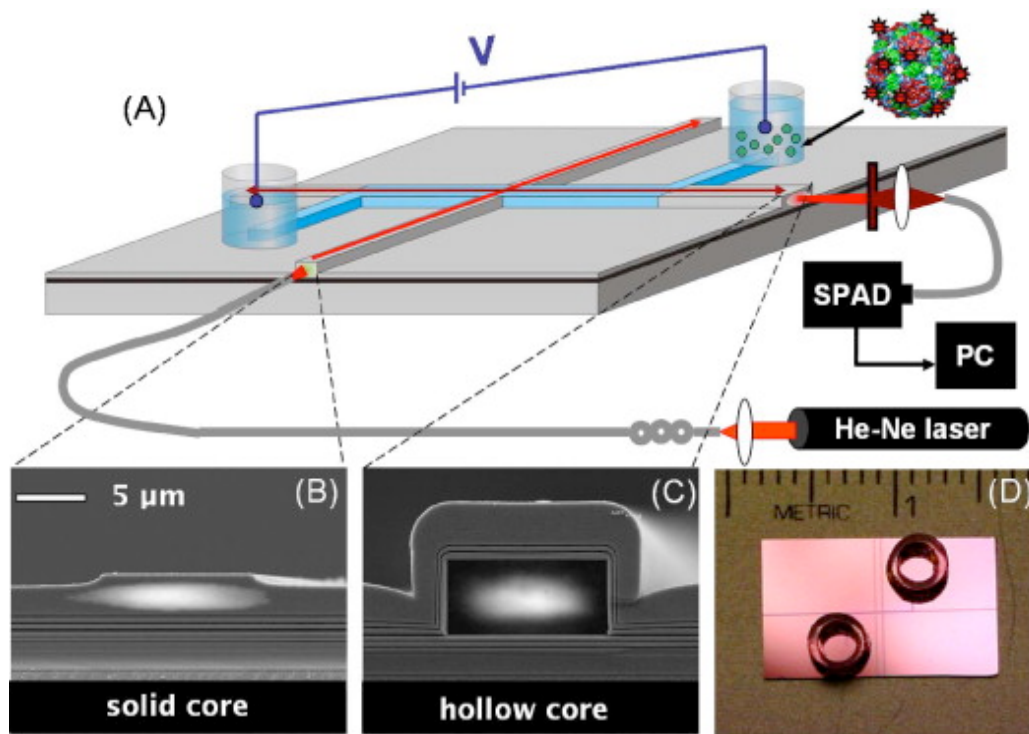 V
(A)
SPAD
PC
He-Ne laser
5 μm
(B)
(C)
(D)
METRIC
1
solid core
hollow core